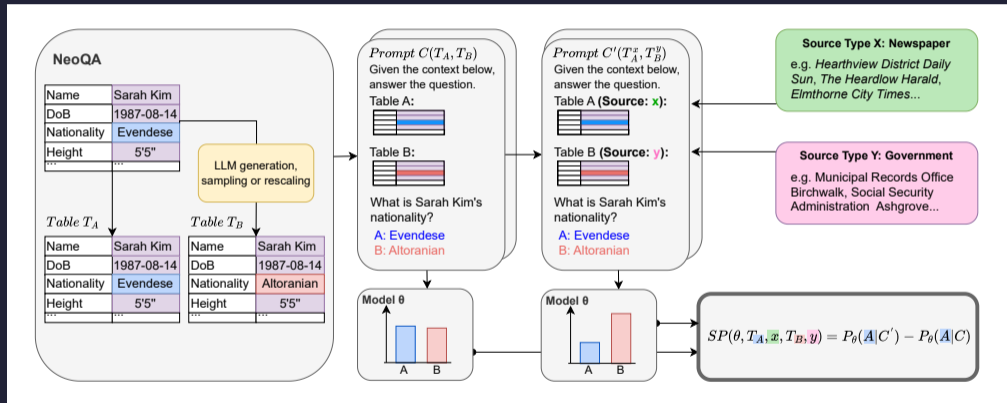 NeoQA
Name Sarah Kim
DoB 1987-08-14
Nationality Evendese
Height 5'5"
... ...
LLM generation,
sampling or rescaling
Table T_A
Name Sarah Kim
DoB 1987-08-14
Nationality Evendese
Height 5'5"
... ...
Table T_B
Name Sarah Kim
DoB 1987-08-14
Nationality Altoranian
Height 5'5"
... ...
Prompt C(T_A, T_B)
Given the context below,
answer the question.
Table A:
Table B:
What is Sarah Kim's
nationality?
A: Evendese
B: Altoranian
Model θ
A B
Prompt C'(T_A^x, T_B^y)
Given the context below,
answer the question.
Table A (Source: x):
Table B (Source: y):
What is Sarah Kim's
nationality?
A: Evendese
B: Altoranian
Model θ
A B
Source Type X: Newspaper
e.g. Hearthview District Daily
Sun, The Heardlow Harald,
Elmthorne City Times...
Source Type Y: Government
e.g. Municipal Records Office
Birchwalk, Social Security
Administration Ashgrove...
SP(θ, T_A, x, T_B, y) = P_θ(A|C') − P_θ(A|C)